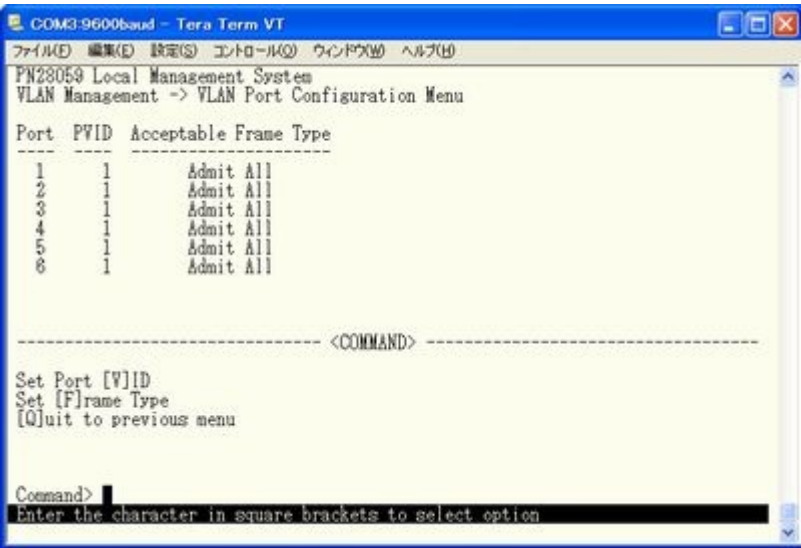 COM3:9600baud - Tera Term VT
ファイル(F) 編集(E) 設定(S) コントロール(O) ウィンドウ(W) ヘルプ(H)
PN28059 Local Management System
VLAN Management -> VLAN Port Configuration Menu
Port PVID Acceptable Frame Type
---- ---- ---------------------
1 1 Admit All
2 1 Admit All
3 1 Admit All
4 1 Admit All
5 1 Admit All
6 1 Admit All
-------------------------------- <COMMAND> -----------------------------------
Set Port [V]ID
Set [F]rame Type
[Q]uit to previous menu
Command>
Enter the character in square brackets to select option